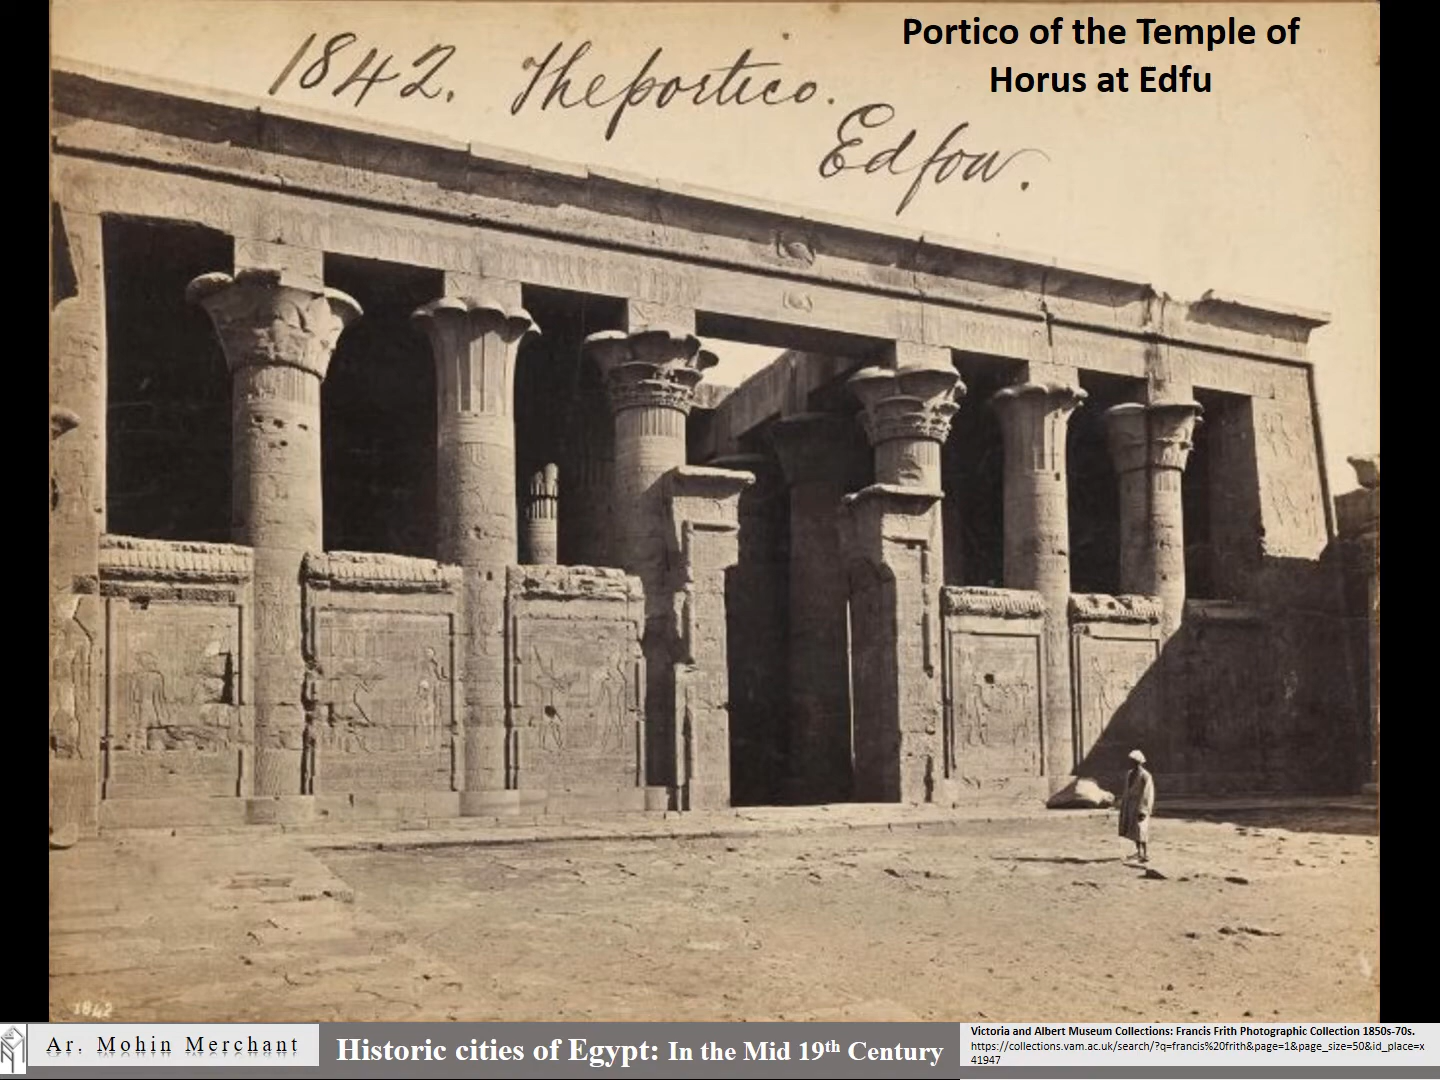 Portico of the Temple of
Horus at Edfu
1842. The portico.
Edfou.
1842
Ar. Mohin Merchant
Historic cities of Egypt: In the Mid 19th Century
Victoria and Albert Museum Collections: Francis Frith Photographic Collection 1850s-70s.
https://collections.vam.ac.uk/search/?q=francis%20frith&page=1&page_size=50&id_place=x
41947